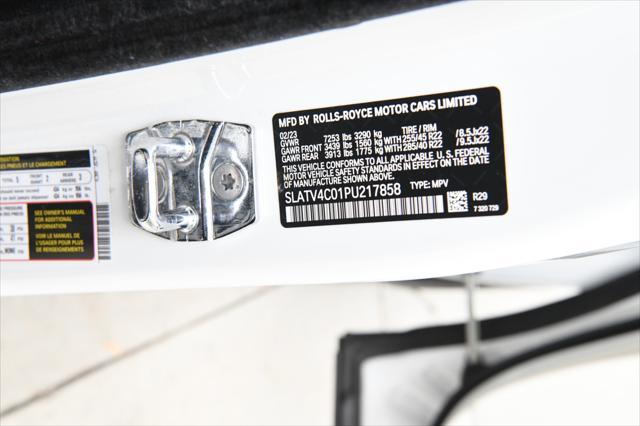 MFD BY ROLLS-ROYCE MOTOR CARS LIMITED
02/23
GVWR 7253 lbs 3290 kg TIRE / RIM
GAWR FRONT 3439 lbs 1560 kg WITH 255/45 R22 / 8.5Jx22
GAWR REAR 3913 lbs 1775 kg WITH 285/40 R22 / 9.5Jx22
THIS VEHICLE CONFORMS TO ALL APPLICABLE U.S. FEDERAL
MOTOR VEHICLE SAFETY STANDARDS IN EFFECT ON THE DATE
OF MANUFACTURE SHOWN ABOVE.
SLATV4C01PU217858 TYPE: MPV
R29
7 320 729
SEE OWNER'S MANUAL
FOR ADDITIONAL
INFORMATION
VOIR LE MANUEL DE
L'USAGER POUR PLUS
DE RENSEIGNEMENTS